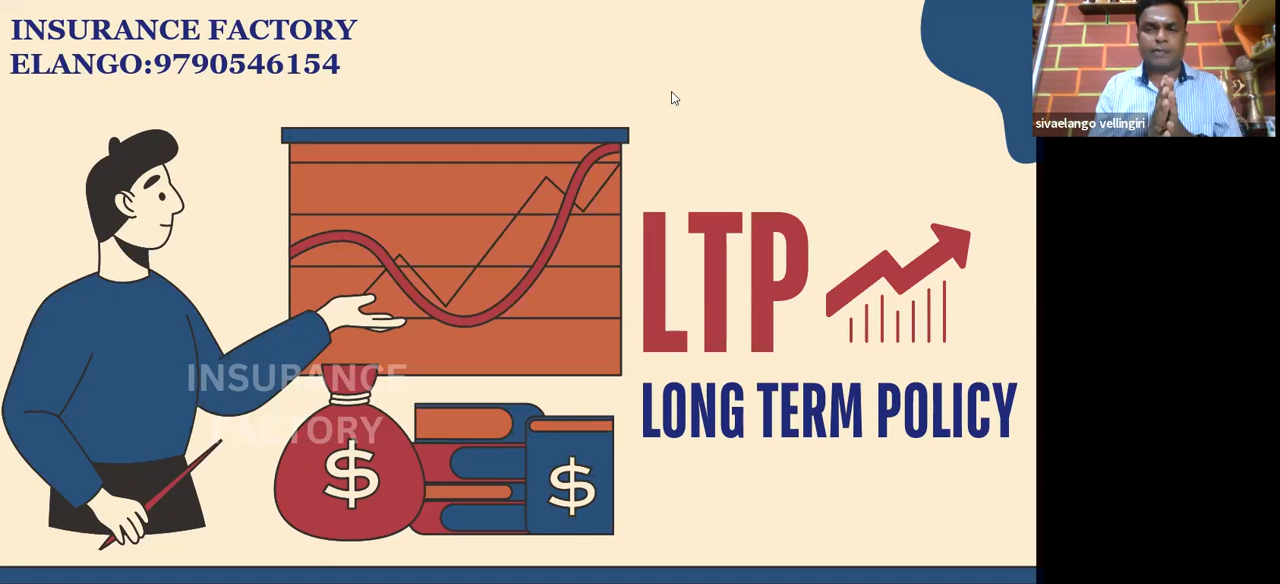 INSURANCE FACTORY
ELANGO:9790546154
sivaelango vellingiri
LTP
LONG TERM POLICY
INSURANCE
FACTORY
$
$